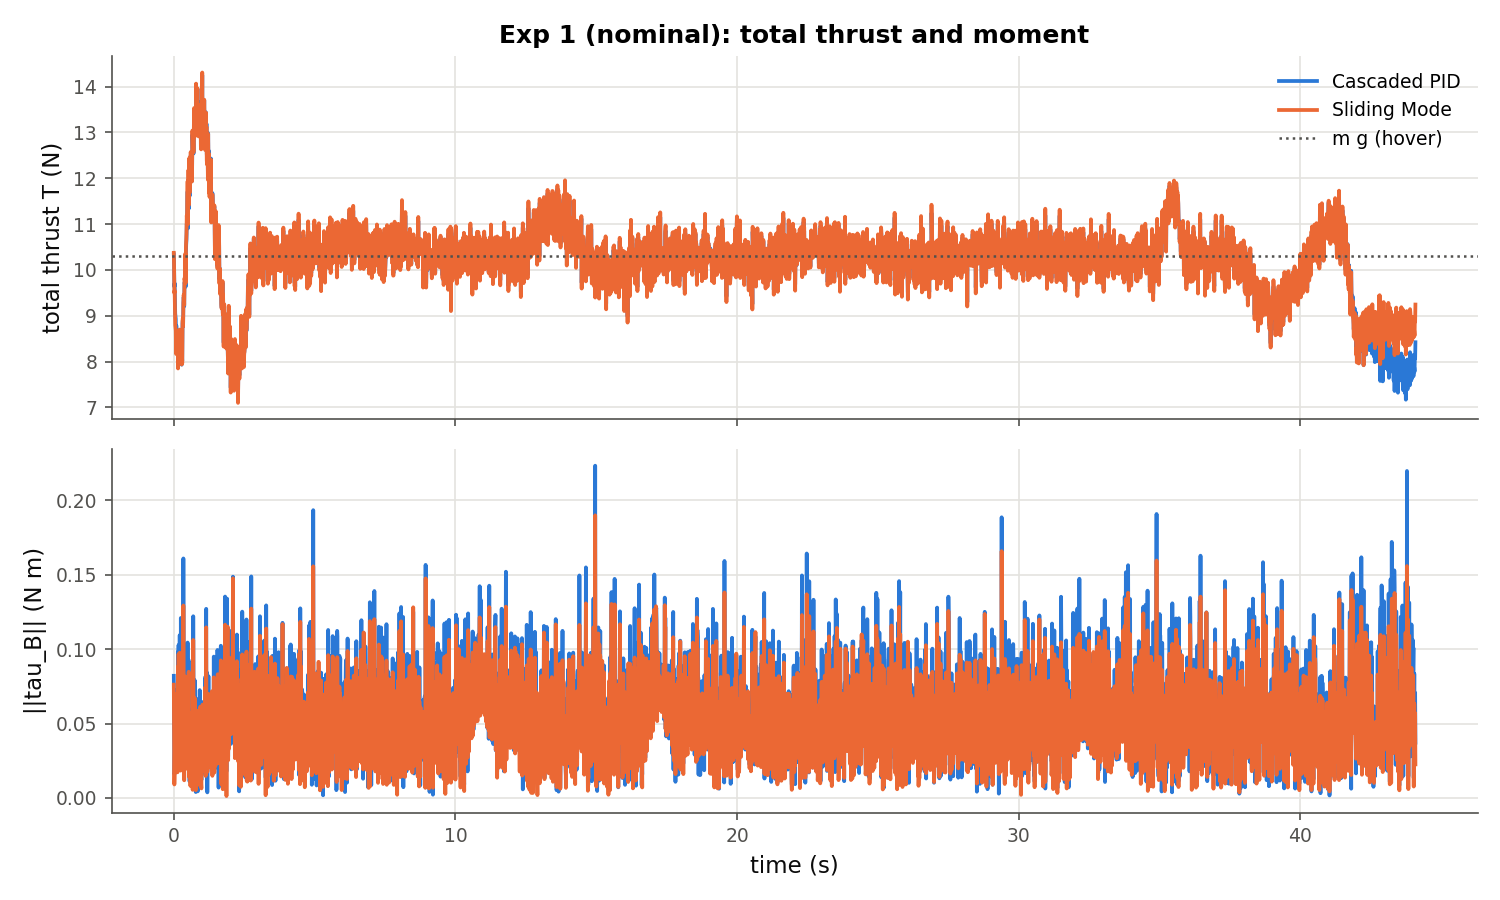 Exp 1 (nominal): total thrust and moment
total thrust T (N)
14
13
12
11
10
9
8
7
Cascaded PID
Sliding Mode
m g (hover)
||tau_B|| (N m)
0.20
0.15
0.10
0.05
0.00
0
10
20
30
40
time (s)